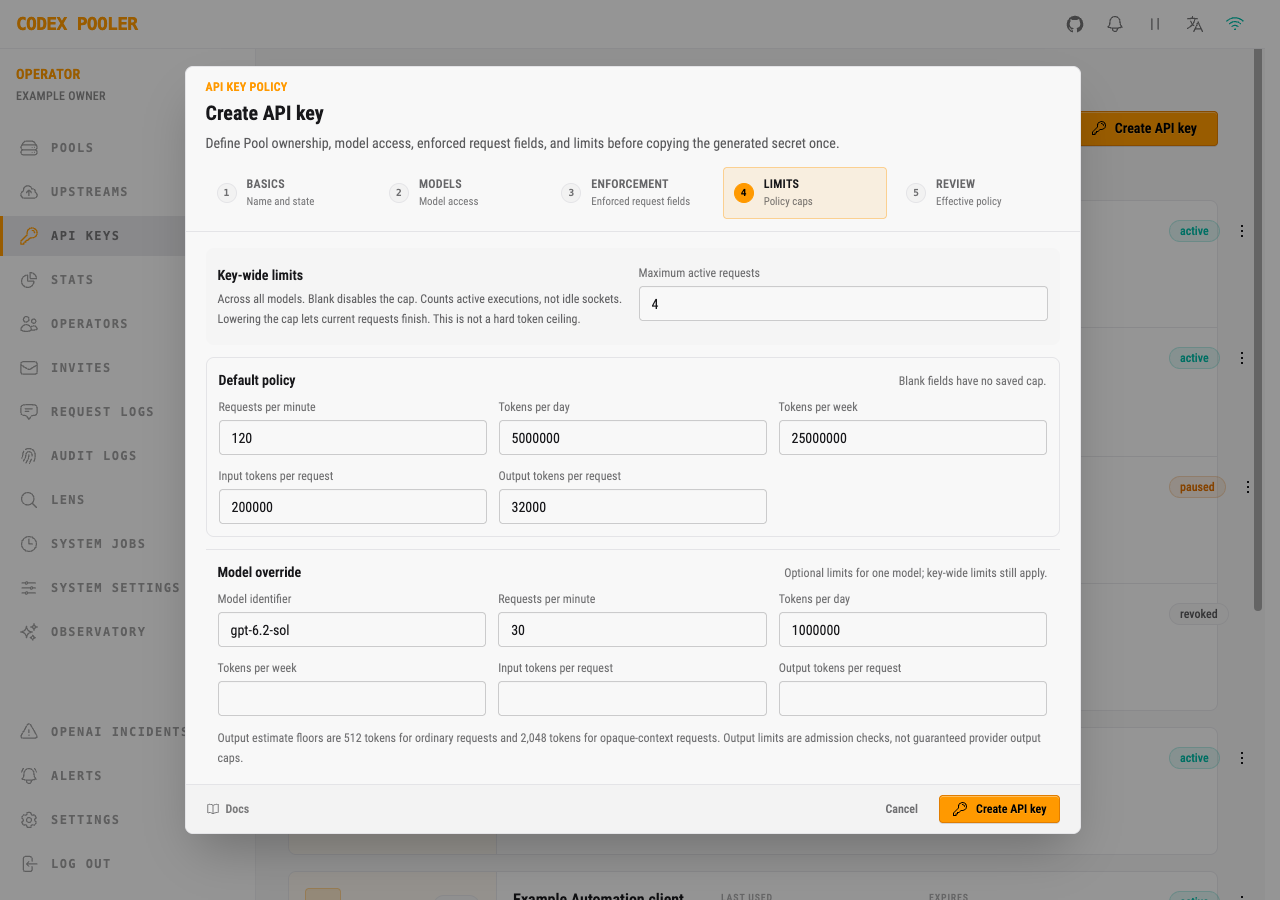 CODEX POOLER
OPERATOR
EXAMPLE OWNER
POOLS
UPSTREAMS
API KEYS
STATS
OPERATORS
INVITES
REQUEST LOGS
AUDIT LOGS
LENS
SYSTEM JOBS
SYSTEM SETTINGS
OBSERVATORY
OPENAI INCIDENTS
ALERTS
SETTINGS
LOG OUT
Create API key
active
active
paused
revoked
active
API KEY POLICY
Create API key
Define Pool ownership, model access, enforced request fields, and limits before copying the generated secret once.
1 BASICS
Name and state
2 MODELS
Model access
3 ENFORCEMENT
Enforced request fields
4 LIMITS
Policy caps
5 REVIEW
Effective policy
Key-wide limits
Across all models. Blank disables the cap. Counts active executions, not idle sockets.
Lowering the cap lets current requests finish. This is not a hard token ceiling.
Maximum active requests
4
Default policy
Blank fields have no saved cap.
Requests per minute
Tokens per day
Tokens per week
120
5000000
25000000
Input tokens per request
Output tokens per request
200000
32000
Model override
Optional limits for one model; key-wide limits still apply.
Model identifier
Requests per minute
Tokens per day
gpt-6.2-sol
30
1000000
Tokens per week
Input tokens per request
Output tokens per request
Output estimate floors are 512 tokens for ordinary requests and 2,048 tokens for opaque-context requests. Output limits are admission checks, not guaranteed provider output
caps.
Docs
Cancel
Create API key
Example Automation client
LAST USED
EXPIRES
active